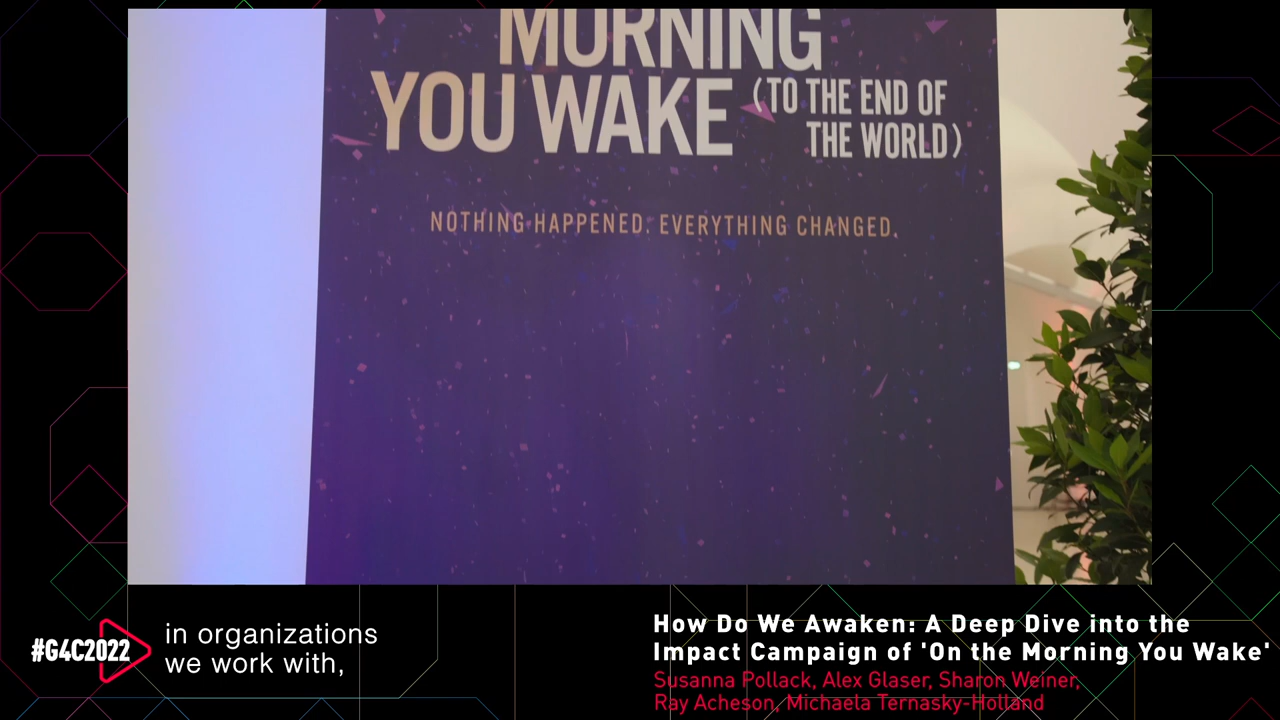 MORNING
YOU WAKE (TO THE END OF
THE WORLD)
NOTHING HAPPENED. EVERYTHING CHANGED.
#G4C2022
in organizations
we work with,
How Do We Awaken: A Deep Dive into the
Impact Campaign of 'On the Morning You Wake'
Susanna Pollack, Alex Glaser, Sharon Weiner,
Ray Acheson, Michaela Ternasky-Holland